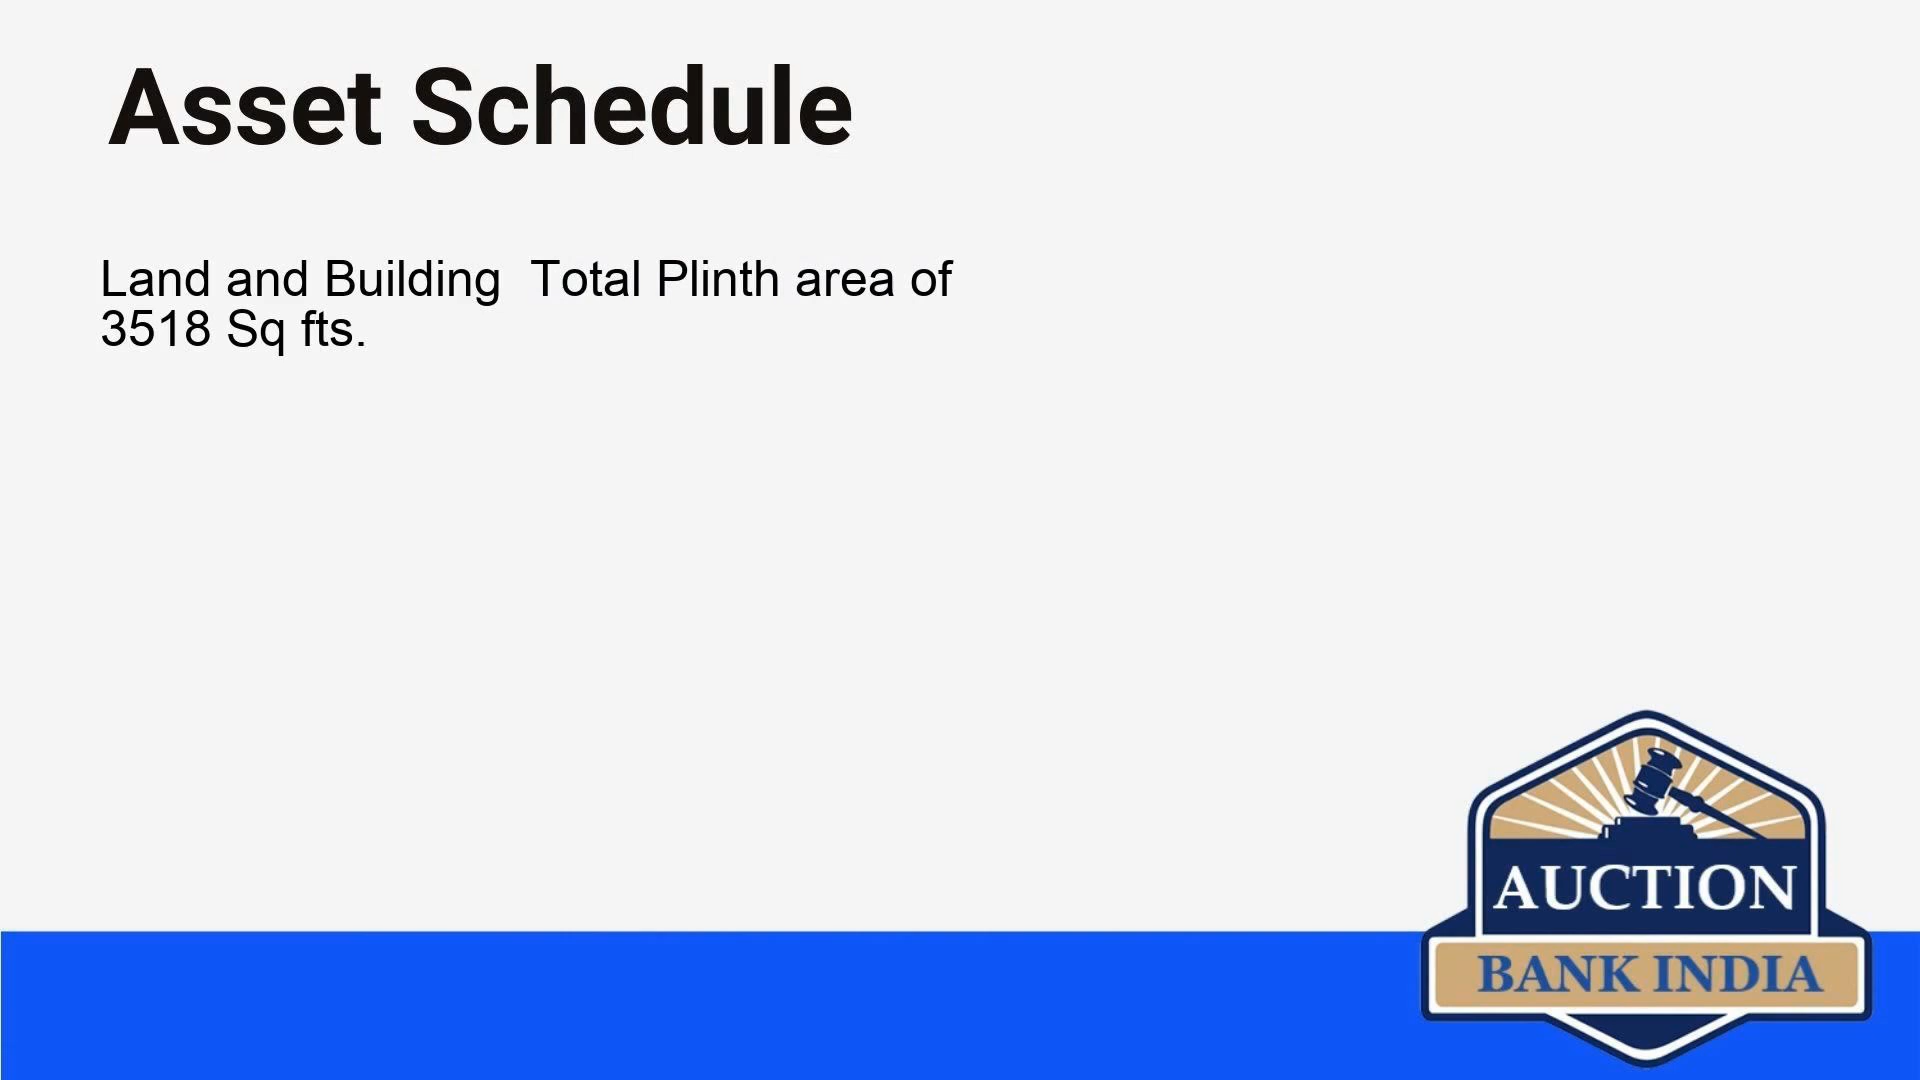 Asset Schedule
Land and Building  Total Plinth area of
3518 Sq fts.
AUCTION
BANK INDIA